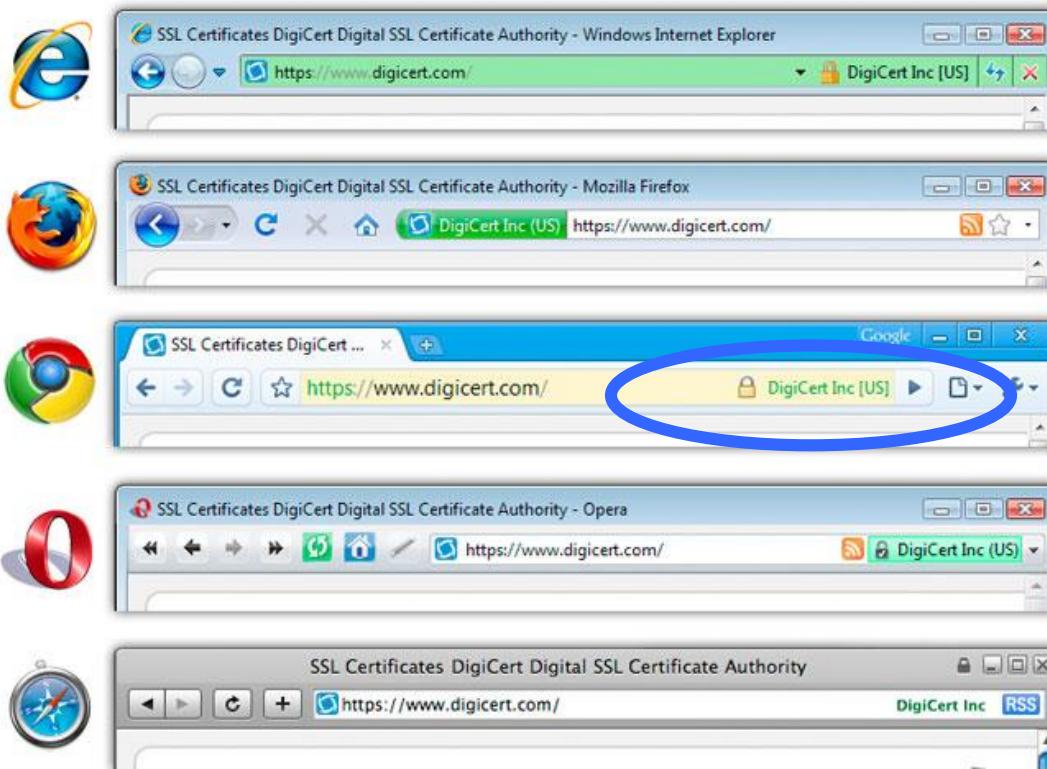 SSL Certificates DigiCert Digital SSL Certificate Authority - Windows Internet Explorer
https://www.digicert.com/ DigiCert Inc [US]
SSL Certificates DigiCert Digital SSL Certificate Authority - Mozilla Firefox
DigiCert Inc (US) https://www.digicert.com/
SSL Certificates DigiCert ... Google
https://www.digicert.com/ DigiCert Inc [US]
SSL Certificates DigiCert Digital SSL Certificate Authority - Opera
https://www.digicert.com/ DigiCert Inc (US)
SSL Certificates DigiCert Digital SSL Certificate Authority
https://www.digicert.com/ DigiCert Inc RSS